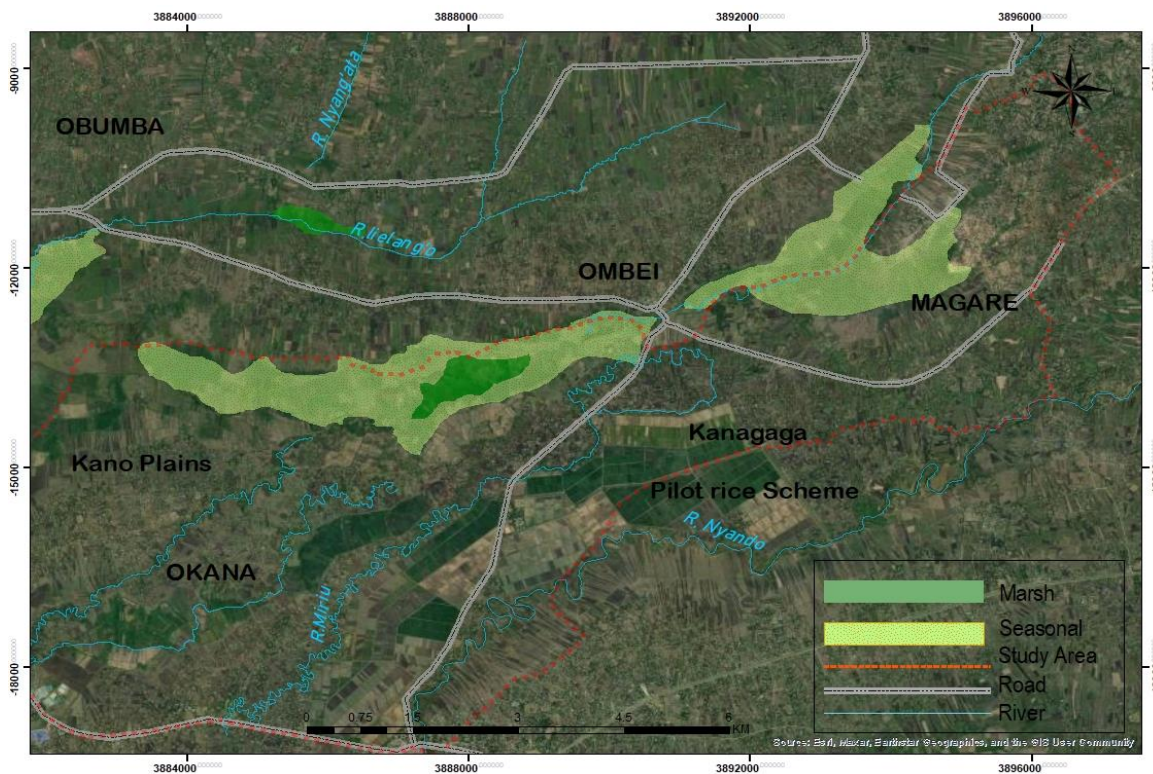 3884000 3888000 3892000 3896000
-9000
OBUMBA
R. Nyang'ata
-12000
OMBEI
MAGARE
Kanagaga
Kano Plains
-15000
Pilot rice Scheme
R. Nyando
OKANA
R.Miriu
-18000
Marsh
Seasonal
Study Area
Road
River
0 0.75 1.5 3 4.5 6
KM
Source: Esri, Maxar, Earthstar Geographics, and the GIS User Community
3884000 3888000 3892000 3896000